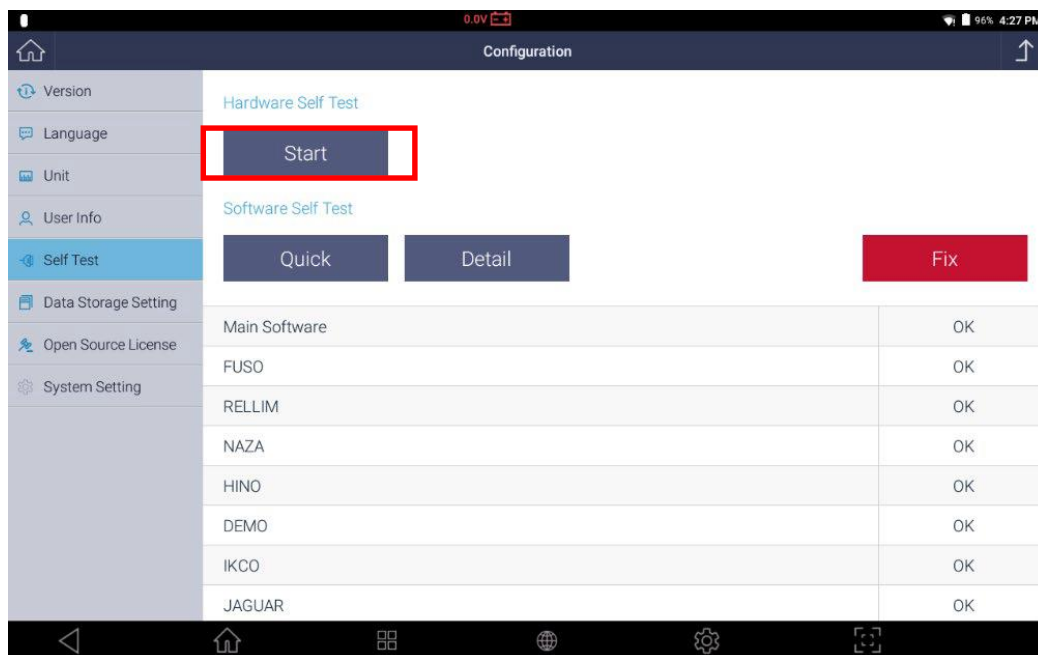 0.0V
96% 4:27 PM
Configuration
Version
Language
Unit
User Info
Self Test
Data Storage Setting
Open Source License
System Setting
Hardware Self Test
Start
Software Self Test
Quick Detail Fix
Main Software OK
FUSO OK
RELLIM OK
NAZA OK
HINO OK
DEMO OK
IKCO OK
JAGUAR OK